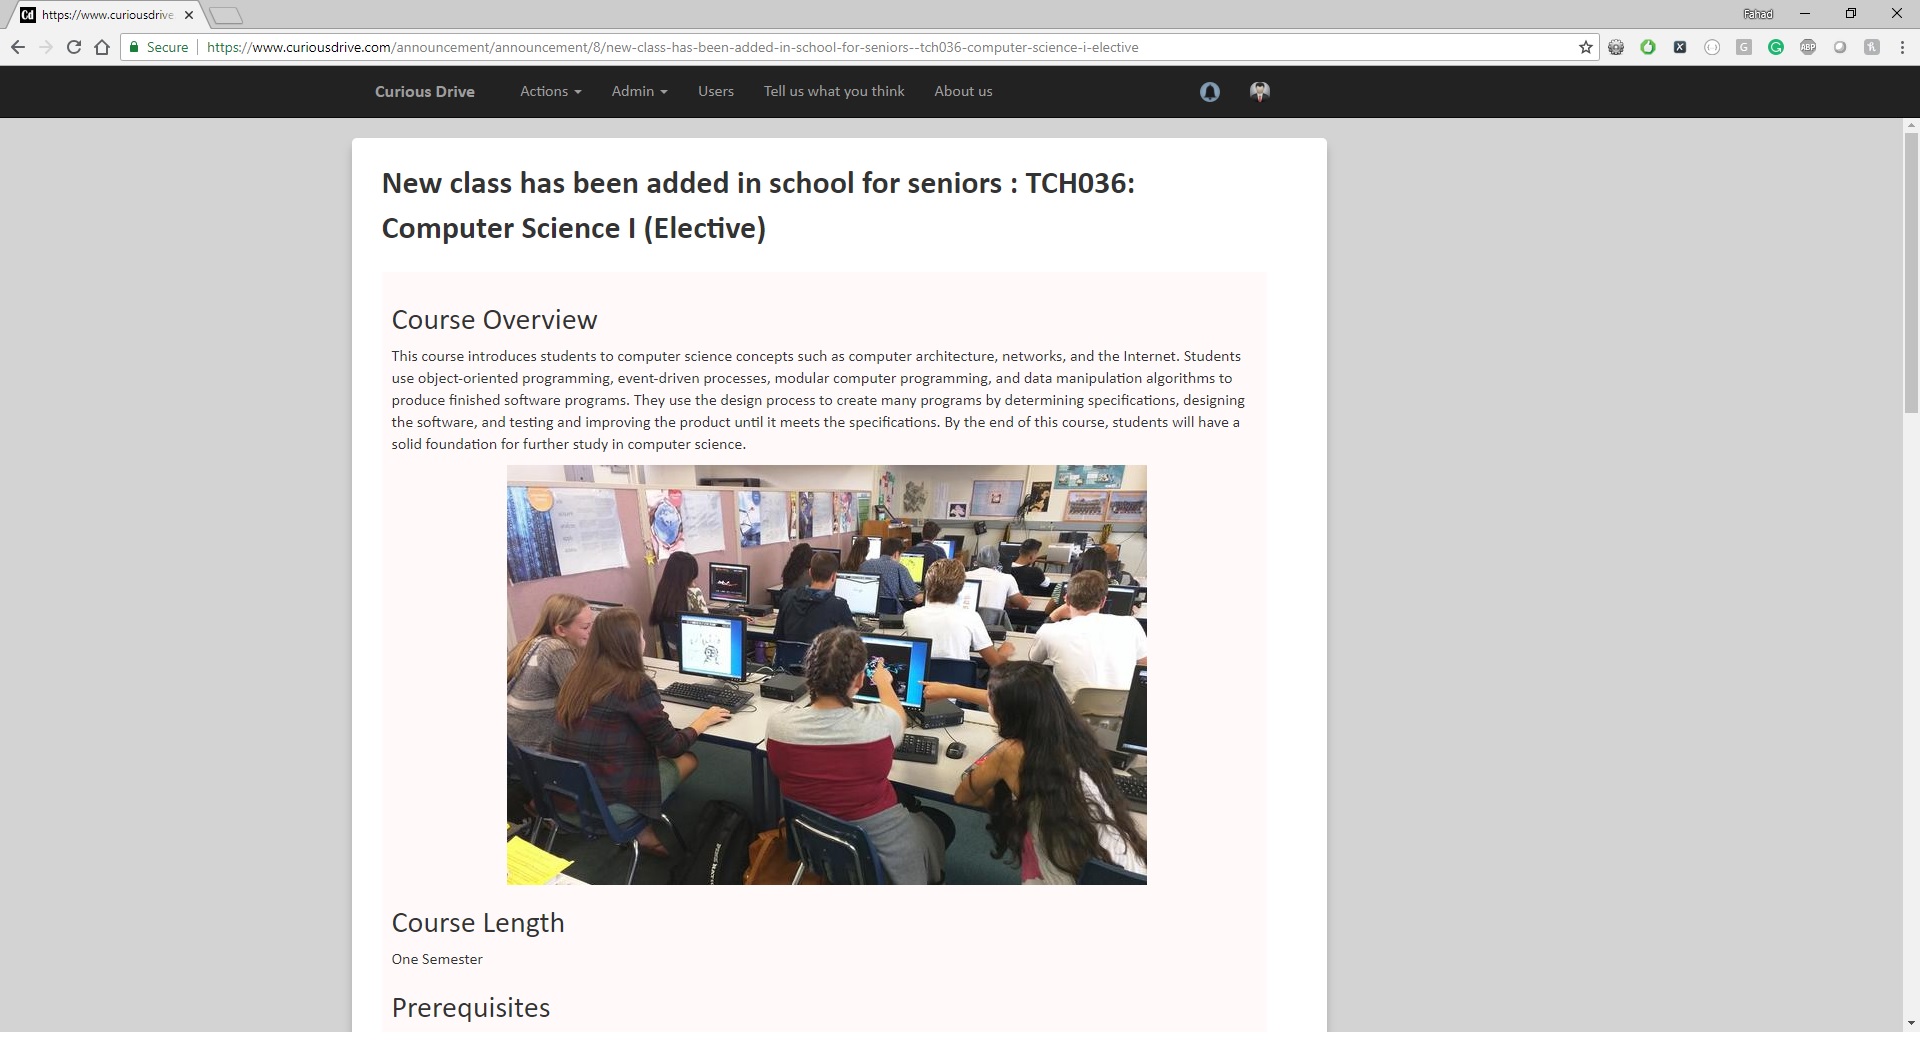 https://www.curiousdrive
Fahad
Secure
https://www.curiousdrive.com/announcement/announcement/8/new-class-has-been-added-in-school-for-seniors--tch036-computer-science-i-elective
Curious Drive Actions Admin Users Tell us what you think About us
New class has been added in school for seniors : TCH036:
Computer Science I (Elective)
Course Overview
This course introduces students to computer science concepts such as computer architecture, networks, and the Internet. Students
use object-oriented programming, event-driven processes, modular computer programming, and data manipulation algorithms to
produce finished software programs. They use the design process to create many programs by determining specifications, designing
the software, and testing and improving the product until it meets the specifications. By the end of this course, students will have a
solid foundation for further study in computer science.
Course Length
One Semester
Prerequisites